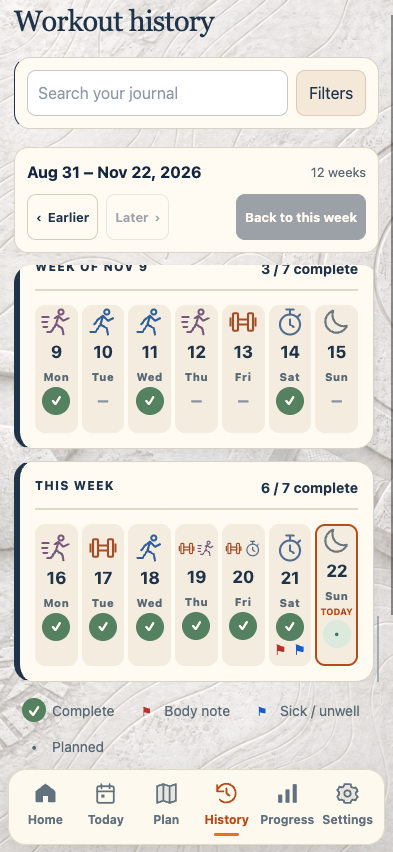 Workout history
Search your journal
Filters
Aug 31 – Nov 22, 2026
12 weeks
‹ Earlier
Later ›
Back to this week
WEEK OF NOV 9
3 / 7 complete
9 10 11 12 13 14 15
Mon Tue Wed Thu Fri Sat Sun
– – – –
THIS WEEK
6 / 7 complete
16 17 18 19 20 21 22
Mon Tue Wed Thu Fri Sat Sun
TODAY
Complete
Body note
Sick / unwell
Planned
Home Today Plan History Progress Settings